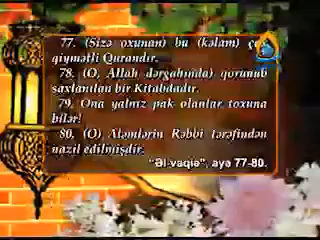 77. (Sizə oxunan) bu (kəlam) çox
qiymətli Qurandır.
78. (O, Allah dərgahında) qorunub
saxlanılan bir Kitabdadır.
79. Ona yalnız pak olanlar toxuna
bilər!
80. (O) Aləmlərin Rəbbi tərəfindən
nazil edilmişdir.
"Əl-vaqiə", ayə 77-80.